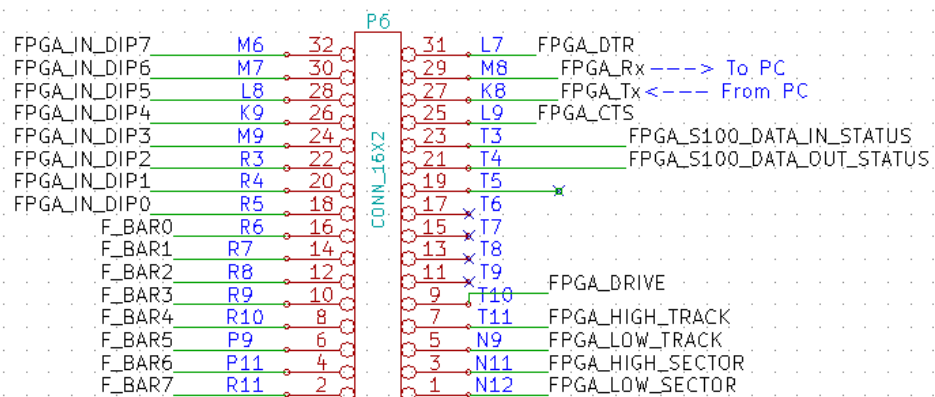 P6
FPGA_IN_DIP7 M6 32 31 L7 FPGA_DTR
FPGA_IN_DIP6 M7 30 29 M8 FPGA_Rx ---> To PC
FPGA_IN_DIP5 L8 28 27 K8 FPGA_Tx <--- From PC
FPGA_IN_DIP4 K9 26 25 L9 FPGA_CTS
FPGA_IN_DIP3 M9 24 23 T3 FPGA_S100_DATA_IN_STATUS
FPGA_IN_DIP2 R3 22 21 T4 FPGA_S100_DATA_OUT_STATUS
FPGA_IN_DIP1 R4 20 19 T5
FPGA_IN_DIP0 R5 18 17 T6
F_BAR0 R6 16 15 T7
F_BAR1 R7 14 13 T8
F_BAR2 R8 12 11 T9
F_BAR3 R9 10 9 T10 FPGA_DRIVE
F_BAR4 R10 8 7 T11 FPGA_HIGH_TRACK
F_BAR5 P9 6 5 N9 FPGA_LOW_TRACK
F_BAR6 P11 4 3 N11 FPGA_HIGH_SECTOR
F_BAR7 R11 2 1 N12 FPGA_LOW_SECTOR
CONN_16X2